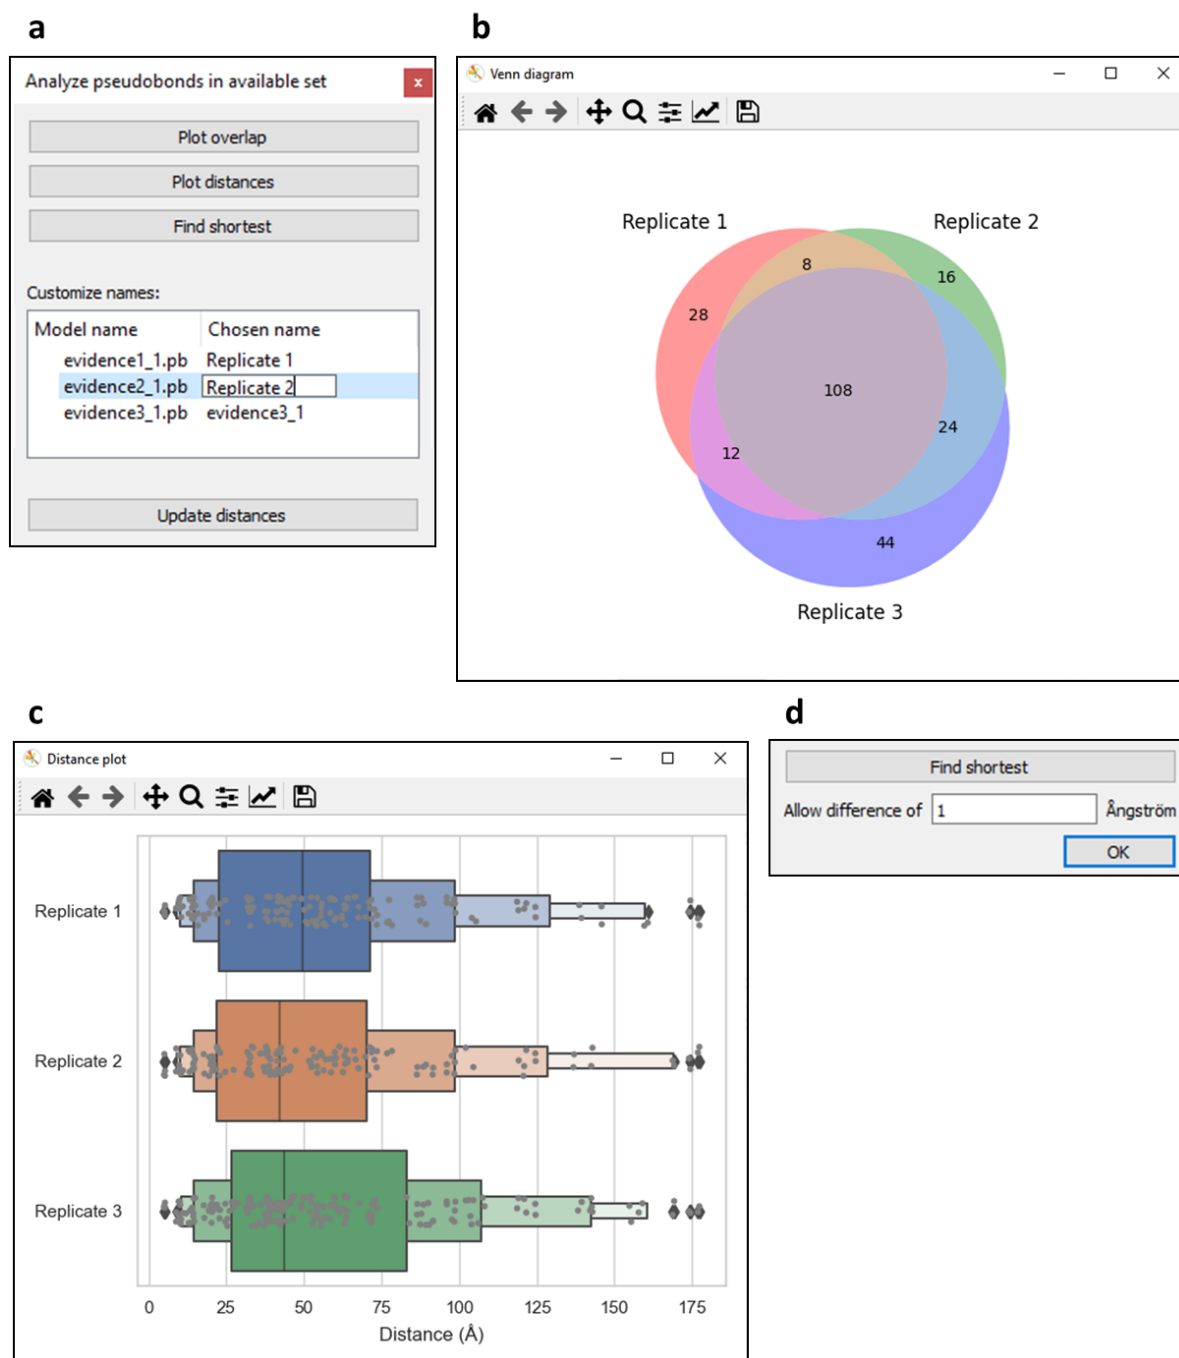 a
Analyze pseudobonds in available set
x
Plot overlap
Plot distances
Find shortest
Customize names:
Model name Chosen name
evidence1_1.pb Replicate 1
evidence2_1.pb Replicate 2
evidence3_1.pb evidence3_1
Update distances
b
Venn diagram
Replicate 1 Replicate 2
8
16
28
108
24
12
44
Replicate 3
c
Distance plot
Replicate 1
Replicate 2
Replicate 3
0 25 50 75 100 125 150 175
Distance (Å)
d
Find shortest
Allow difference of 1 Ångström
OK